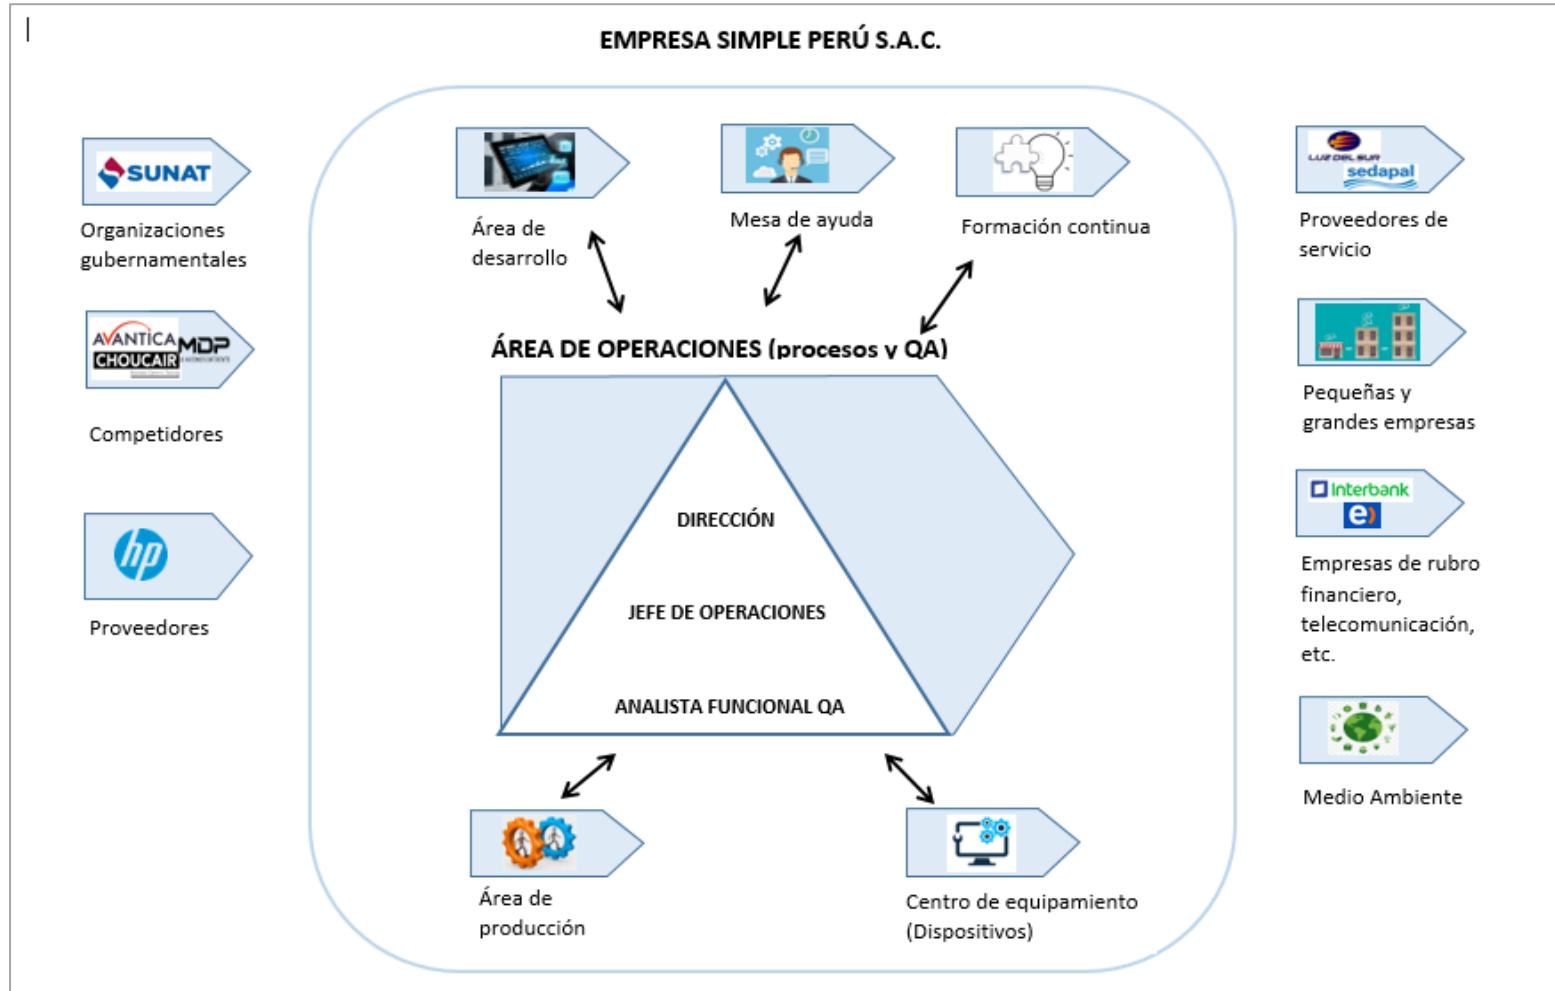 EMPRESA SIMPLE PERÚ S.A.C.
SUNAT
Organizaciones
gubernamentales
AVANTICA
MDP
CHOUCAIR
Competidores
hp
Proveedores
Área de
desarrollo
Mesa de ayuda
Formación continua
ÁREA DE OPERACIONES (procesos y QA)
DIRECCIÓN
JEFE DE OPERACIONES
ANALISTA FUNCIONAL QA
Área de
producción
Centro de equipamiento
(Dispositivos)
LUZ DEL SUR
sedapal
Proveedores de
servicio
Pequeñas y
grandes empresas
Interbank
e)
Empresas de rubro
financiero,
telecomunicación,
etc.
Medio Ambiente